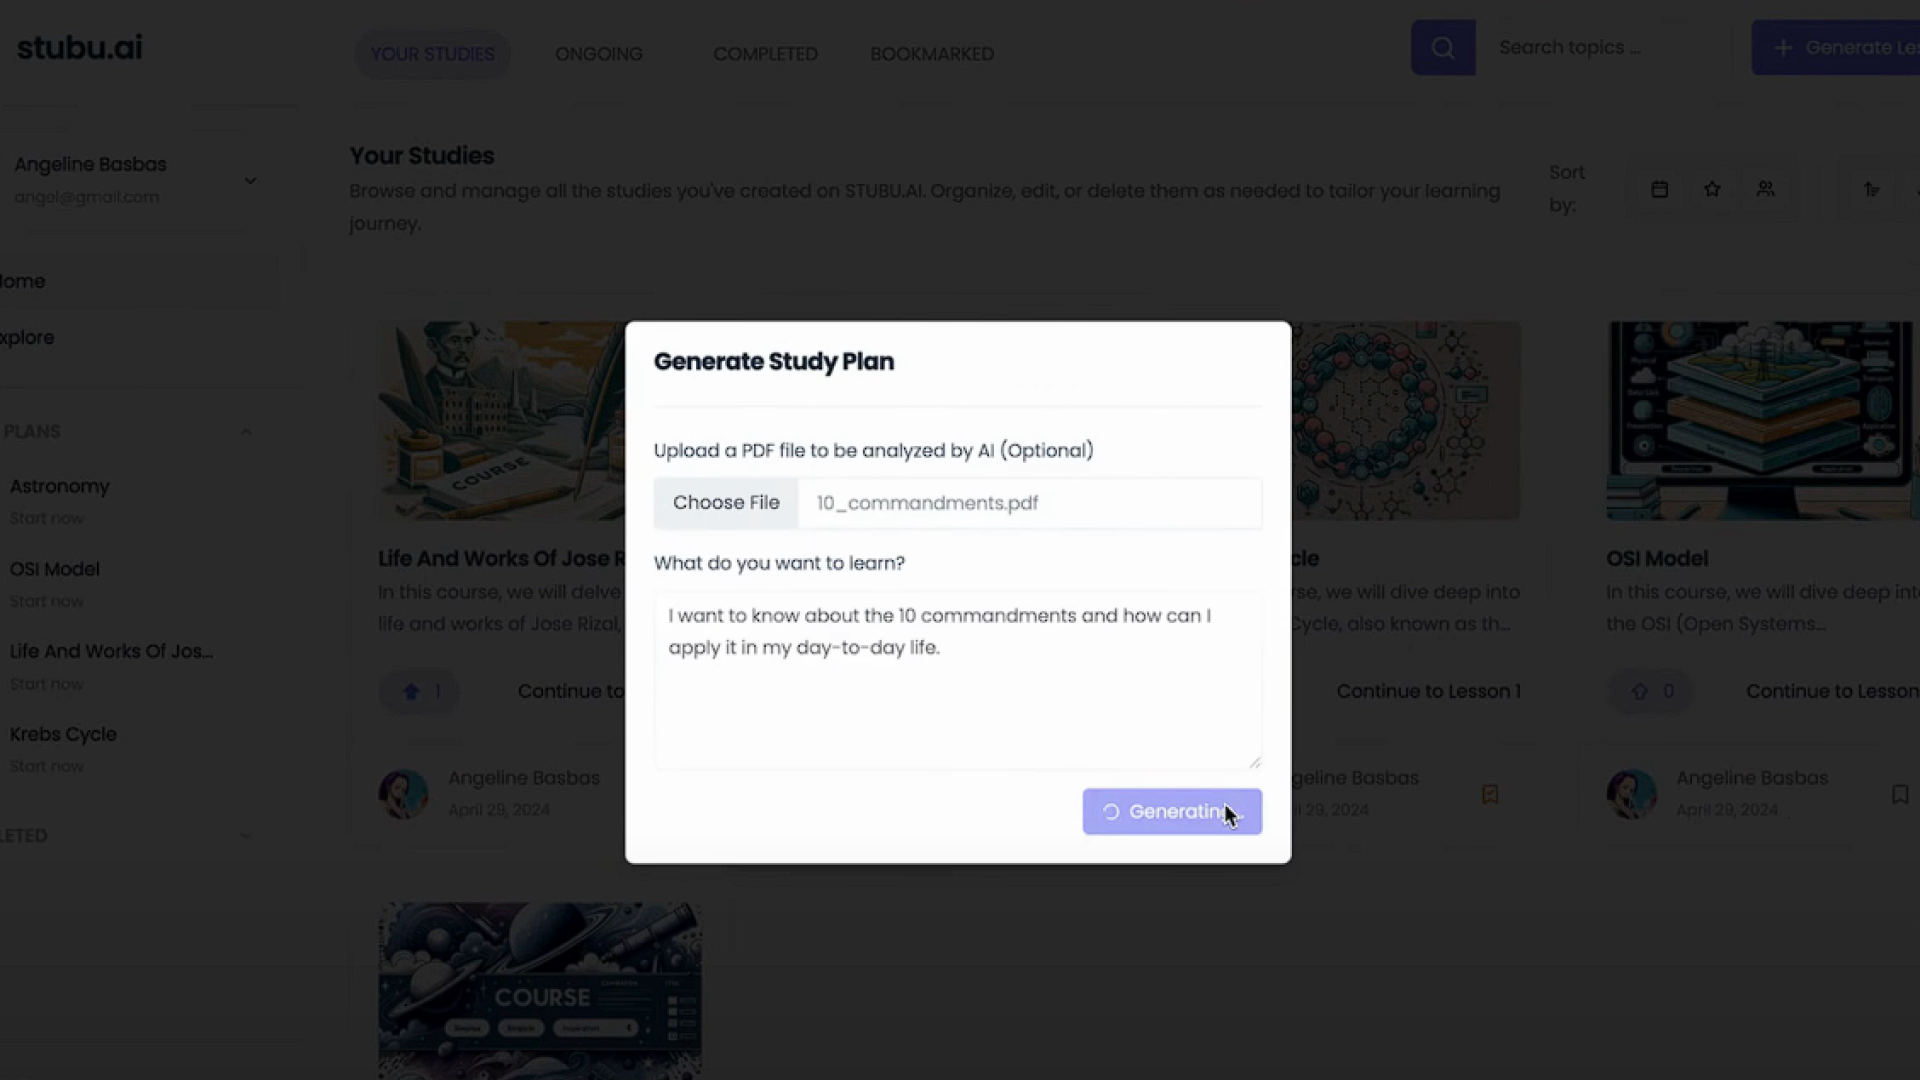 stubu.ai
YOUR STUDIES
ONGOING
COMPLETED
BOOKMARKED
Search topics ...
+ Generate Les
Angeline Basbas
angel@gmail.com
Your Studies
Browse and manage all the studies you've created on STUBU.AI. Organize, edit, or delete them as needed to tailor your learning
journey.
Sort
by:
ome
xplore
PLANS
Astronomy
Start now
OSI Model
Start now
Life And Works Of Jos...
Start now
Krebs Cycle
Start now
LETED
Generate Study Plan
Upload a PDF file to be analyzed by AI (Optional)
Choose File
10_commandments.pdf
What do you want to learn?
I want to know about the 10 commandments and how can I
apply it in my day-to-day life.
Generatin
COURSE
Life And Works Of Jose R
In this course, we will delve
life and works of Jose Rizal,
1
Continue to
Angeline Basbas
April 29, 2024
cle
rse, we will dive deep into
Cycle, also known as th...
Continue to Lesson 1
geline Basbas
il 29, 2024
OSI Model
In this course, we will dive deep int
the OSI (Open Systems...
0
Continue to Lesson
Angeline Basbas
April 29, 2024
COURSE